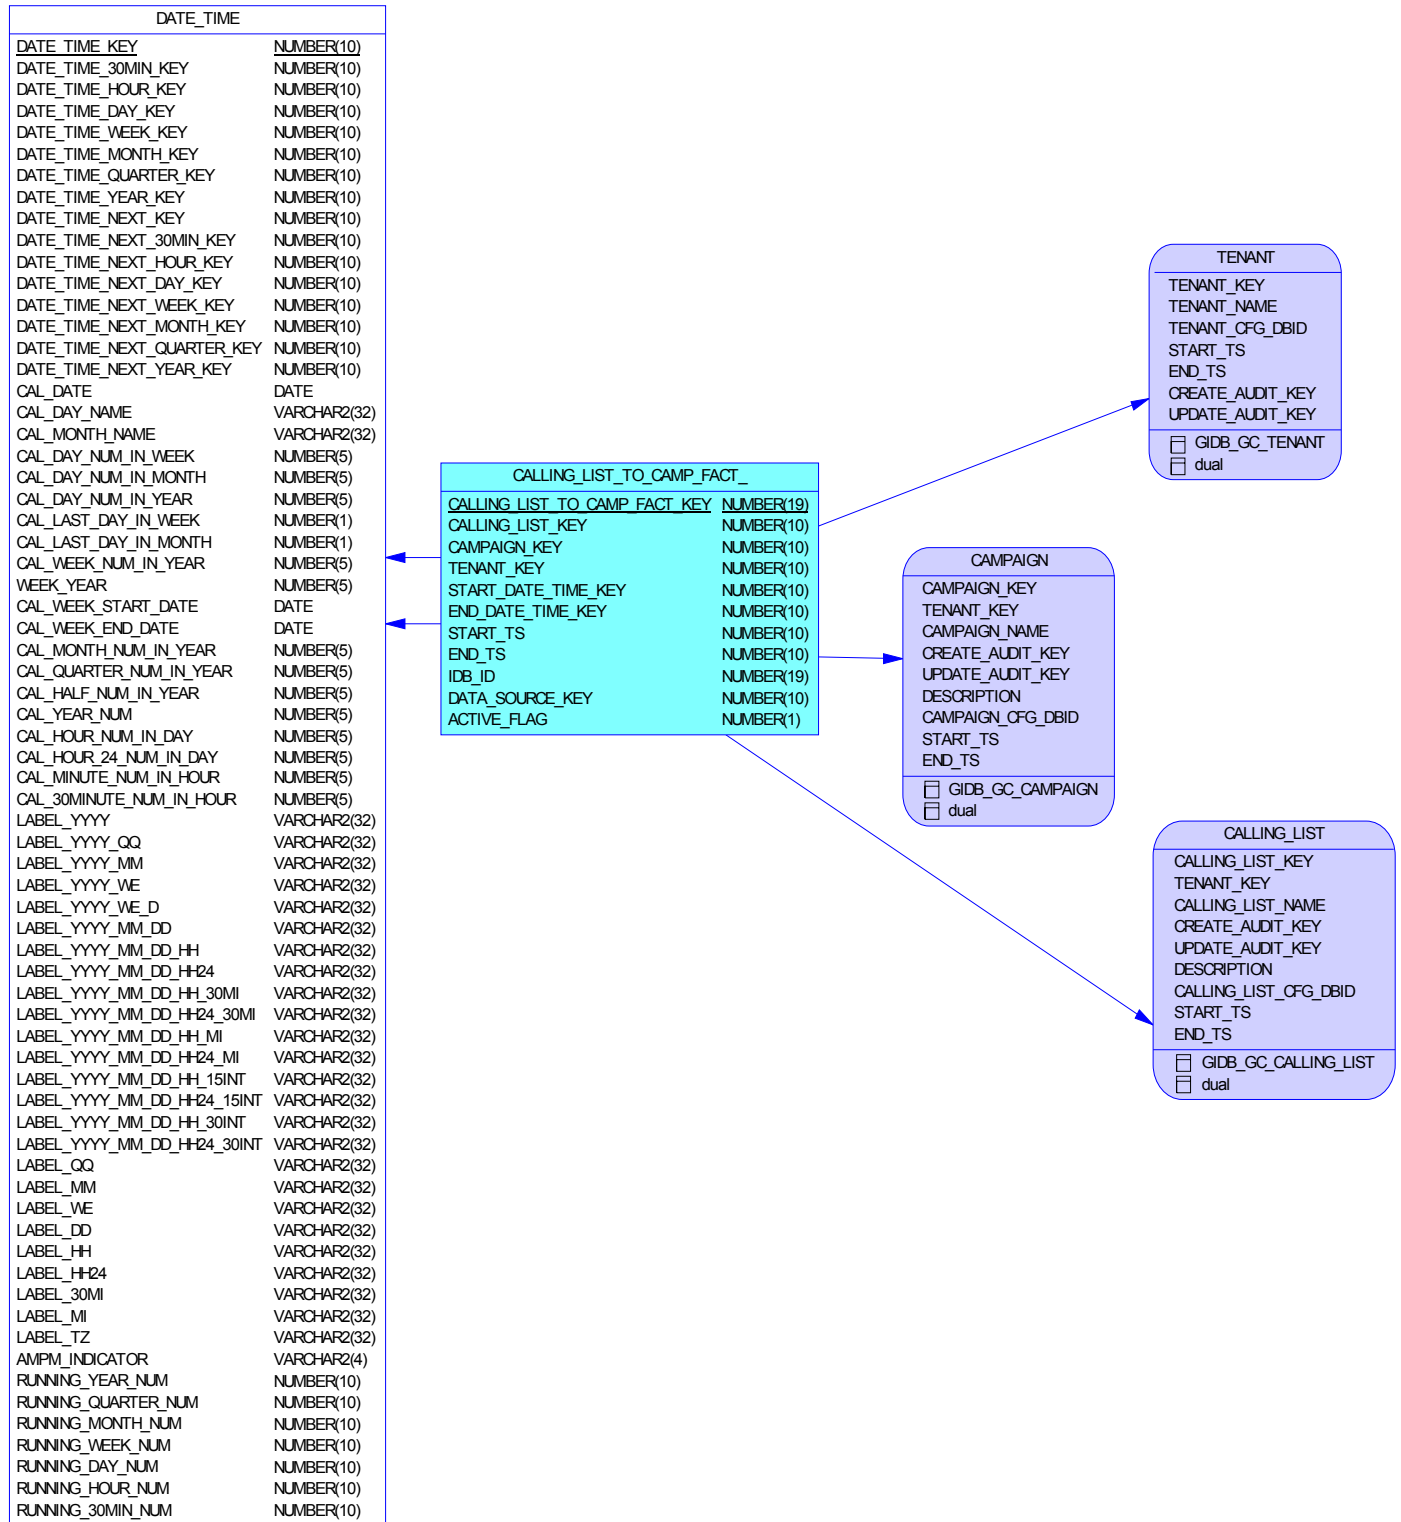 DATE_TIME
DATE_TIME_KEY NUMBER(10)
DATE_TIME_30MIN_KEY NUMBER(10)
DATE_TIME_HOUR_KEY NUMBER(10)
DATE_TIME_DAY_KEY NUMBER(10)
DATE_TIME_WEEK_KEY NUMBER(10)
DATE_TIME_MONTH_KEY NUMBER(10)
DATE_TIME_QUARTER_KEY NUMBER(10)
DATE_TIME_YEAR_KEY NUMBER(10)
DATE_TIME_NEXT_KEY NUMBER(10)
DATE_TIME_NEXT_30MIN_KEY NUMBER(10)
DATE_TIME_NEXT_HOUR_KEY NUMBER(10)
DATE_TIME_NEXT_DAY_KEY NUMBER(10)
DATE_TIME_NEXT_WEEK_KEY NUMBER(10)
DATE_TIME_NEXT_MONTH_KEY NUMBER(10)
DATE_TIME_NEXT_QUARTER_KEY NUMBER(10)
DATE_TIME_NEXT_YEAR_KEY NUMBER(10)
CAL_DATE DATE
CAL_DAY_NAME VARCHAR2(32)
CAL_MONTH_NAME VARCHAR2(32)
CAL_DAY_NUM_IN_WEEK NUMBER(5)
CAL_DAY_NUM_IN_MONTH NUMBER(5)
CAL_DAY_NUM_IN_YEAR NUMBER(5)
CAL_LAST_DAY_IN_WEEK NUMBER(1)
CAL_LAST_DAY_IN_MONTH NUMBER(1)
CAL_WEEK_NUM_IN_YEAR NUMBER(5)
WEEK_YEAR NUMBER(5)
CAL_WEEK_START_DATE DATE
CAL_WEEK_END_DATE DATE
CAL_MONTH_NUM_IN_YEAR NUMBER(5)
CAL_QUARTER_NUM_IN_YEAR NUMBER(5)
CAL_HALF_NUM_IN_YEAR NUMBER(5)
CAL_YEAR_NUM NUMBER(5)
CAL_HOUR_NUM_IN_DAY NUMBER(5)
CAL_HOUR_24_NUM_IN_DAY NUMBER(5)
CAL_MINUTE_NUM_IN_HOUR NUMBER(5)
CAL_30MINUTE_NUM_IN_HOUR NUMBER(5)
LABEL_YYYY VARCHAR2(32)
LABEL_YYYY_QQ VARCHAR2(32)
LABEL_YYYY_MM VARCHAR2(32)
LABEL_YYYY_WE VARCHAR2(32)
LABEL_YYYY_WE_D VARCHAR2(32)
LABEL_YYYY_MM_DD VARCHAR2(32)
LABEL_YYYY_MM_DD_HH VARCHAR2(32)
LABEL_YYYY_MM_DD_HH24 VARCHAR2(32)
LABEL_YYYY_MM_DD_HH_30MI VARCHAR2(32)
LABEL_YYYY_MM_DD_HH24_30MI VARCHAR2(32)
LABEL_YYYY_MM_DD_HH_MI VARCHAR2(32)
LABEL_YYYY_MM_DD_HH24_MI VARCHAR2(32)
LABEL_YYYY_MM_DD_HH_15INT VARCHAR2(32)
LABEL_YYYY_MM_DD_HH24_15INT VARCHAR2(32)
LABEL_YYYY_MM_DD_HH_30INT VARCHAR2(32)
LABEL_YYYY_MM_DD_HH24_30INT VARCHAR2(32)
LABEL_QQ VARCHAR2(32)
LABEL_MM VARCHAR2(32)
LABEL_WE VARCHAR2(32)
LABEL_DD VARCHAR2(32)
LABEL_HH VARCHAR2(32)
LABEL_HH24 VARCHAR2(32)
LABEL_30MI VARCHAR2(32)
LABEL_MI VARCHAR2(32)
LABEL_TZ VARCHAR2(32)
AMPM_INDICATOR VARCHAR2(4)
RUNNING_YEAR_NUM NUMBER(10)
RUNNING_QUARTER_NUM NUMBER(10)
RUNNING_MONTH_NUM NUMBER(10)
RUNNING_WEEK_NUM NUMBER(10)
RUNNING_DAY_NUM NUMBER(10)
RUNNING_HOUR_NUM NUMBER(10)
RUNNING_30MIN_NUM NUMBER(10)
CALLING_LIST_TO_CAMP_FACT_
CALLING_LIST_TO_CAMP_FACT_KEY NUMBER(19)
CALLING_LIST_KEY NUMBER(10)
CAMPAIGN_KEY NUMBER(10)
TENANT_KEY NUMBER(10)
START_DATE_TIME_KEY NUMBER(10)
END_DATE_TIME_KEY NUMBER(10)
START_TS NUMBER(10)
END_TS NUMBER(10)
IDB_ID NUMBER(19)
DATA_SOURCE_KEY NUMBER(10)
ACTIVE_FLAG NUMBER(1)
TENANT
TENANT_KEY
TENANT_NAME
TENANT_CFG_DBID
START_TS
END_TS
CREATE_AUDIT_KEY
UPDATE_AUDIT_KEY
GIDB_GC_TENANT
dual
CAMPAIGN
CAMPAIGN_KEY
TENANT_KEY
CAMPAIGN_NAME
CREATE_AUDIT_KEY
UPDATE_AUDIT_KEY
DESCRIPTION
CAMPAIGN_CFG_DBID
START_TS
END_TS
GIDB_GC_CAMPAIGN
dual
CALLING_LIST
CALLING_LIST_KEY
TENANT_KEY
CALLING_LIST_NAME
CREATE_AUDIT_KEY
UPDATE_AUDIT_KEY
DESCRIPTION
CALLING_LIST_CFG_DBID
START_TS
END_TS
GIDB_GC_CALLING_LIST
dual